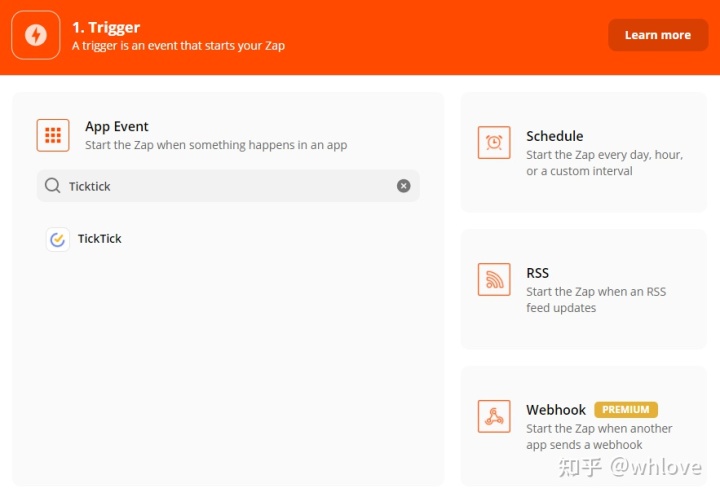 1. Trigger
A trigger is an event that starts your Zap
Learn more
App Event
Start the Zap when something happens in an app
Ticktick
TickTick
Schedule
Start the Zap every day, hour,
or a custom interval
RSS
Start the Zap when an RSS
feed updates
Webhook PREMIUM
Start the Zap when another
app sends a webhook
知乎 @whlove